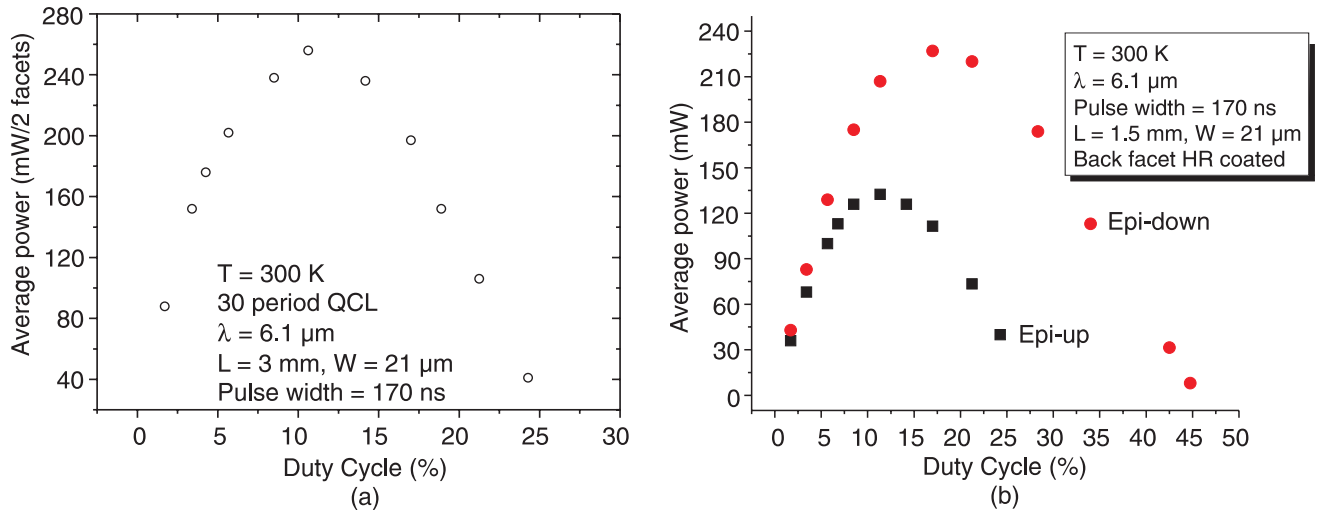 280
240
200
160
120
80
40
Average power (mW/2 facets)
T = 300 K
30 period QCL
λ = 6.1 μm
L = 3 mm, W = 21 μm
Pulse width = 170 ns
0 5 10 15 20 25 30
Duty Cycle (%)
(a)
240
210
180
150
120
90
60
30
0
Average power (mW)
T = 300 K
λ = 6.1 μm
Pulse width = 170 ns
L = 1.5 mm, W = 21 μm
Back facet HR coated
Epi-down
Epi-up
0 5 10 15 20 25 30 35 40 45 50
Duty Cycle (%)
(b)